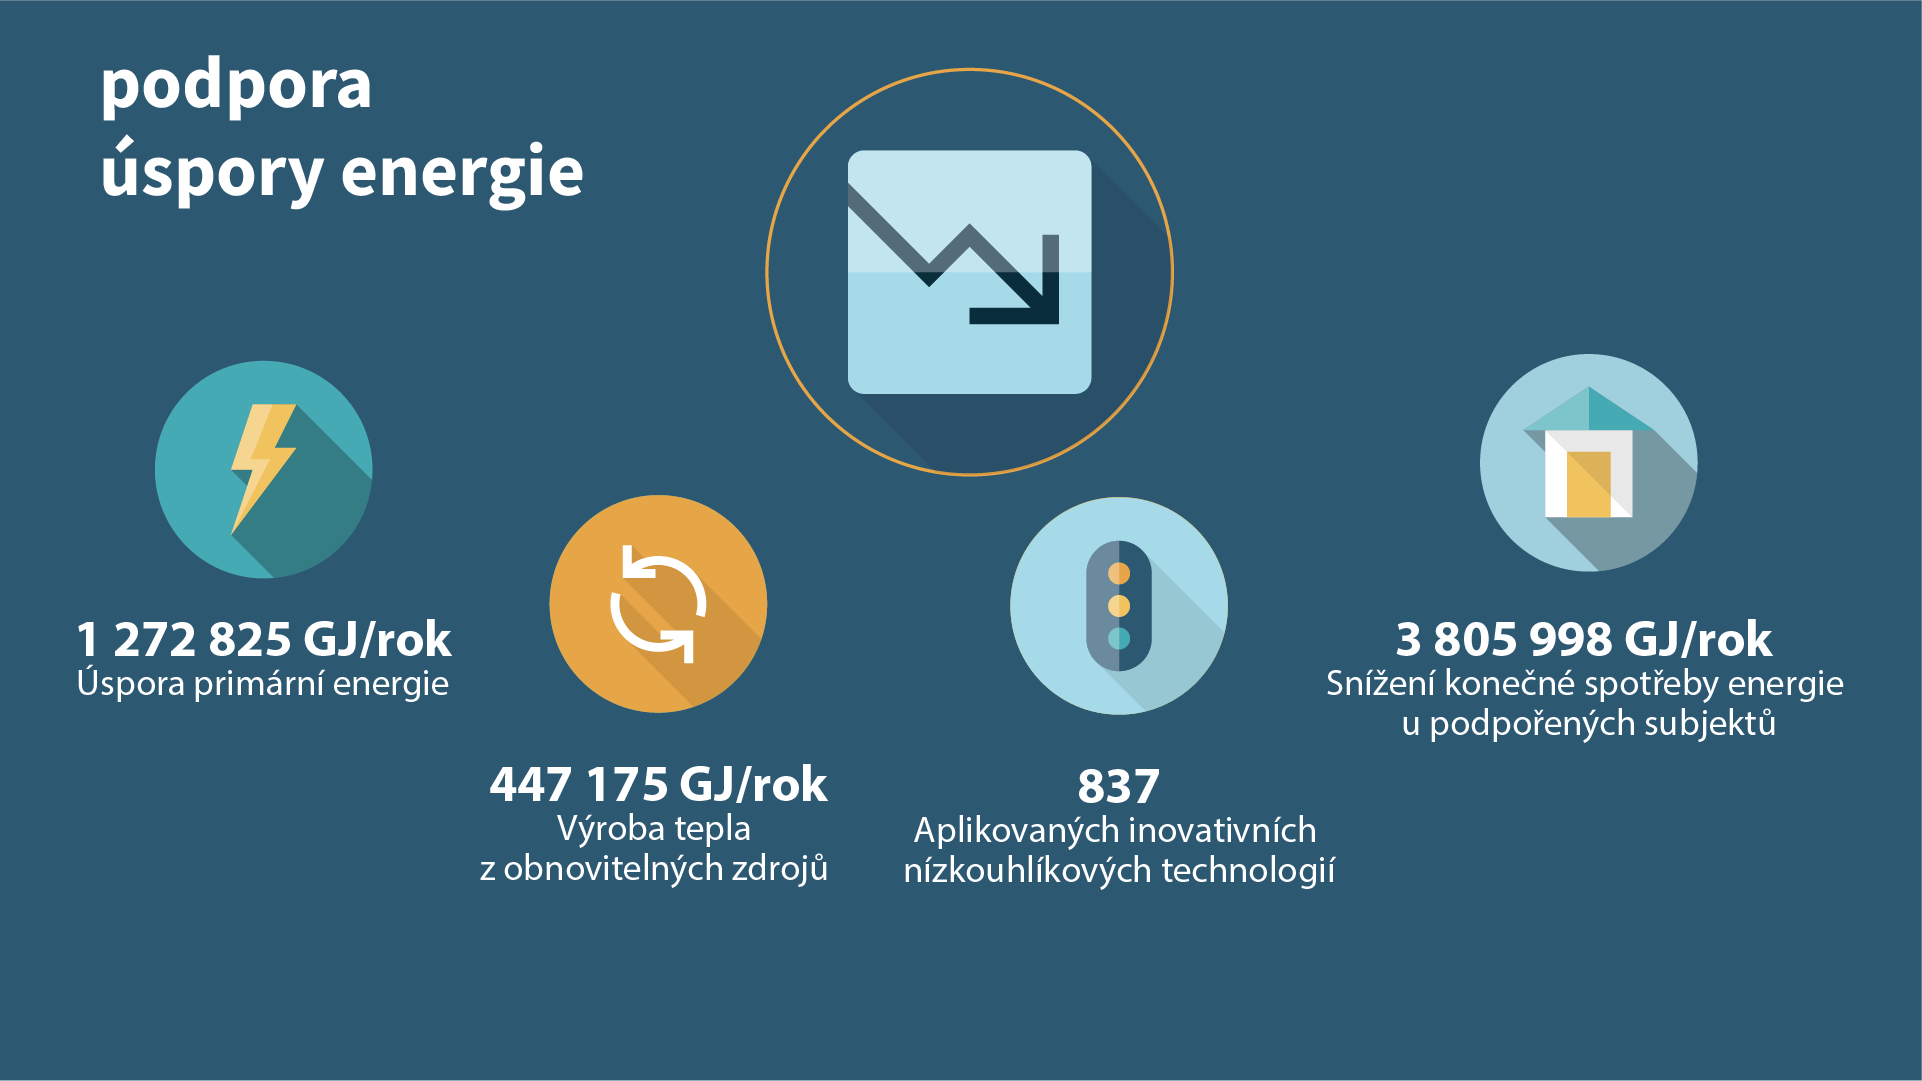 podpora
úspory energie
1 272 825 GJ/rok
Úspora primární energie
447 175 GJ/rok
Výroba tepla
z obnovitelných zdrojů
837
Aplikovaných inovativních
nízkouhlíkových technologií
3 805 998 GJ/rok
Snížení konečné spotřeby energie
u podpořených subjektů